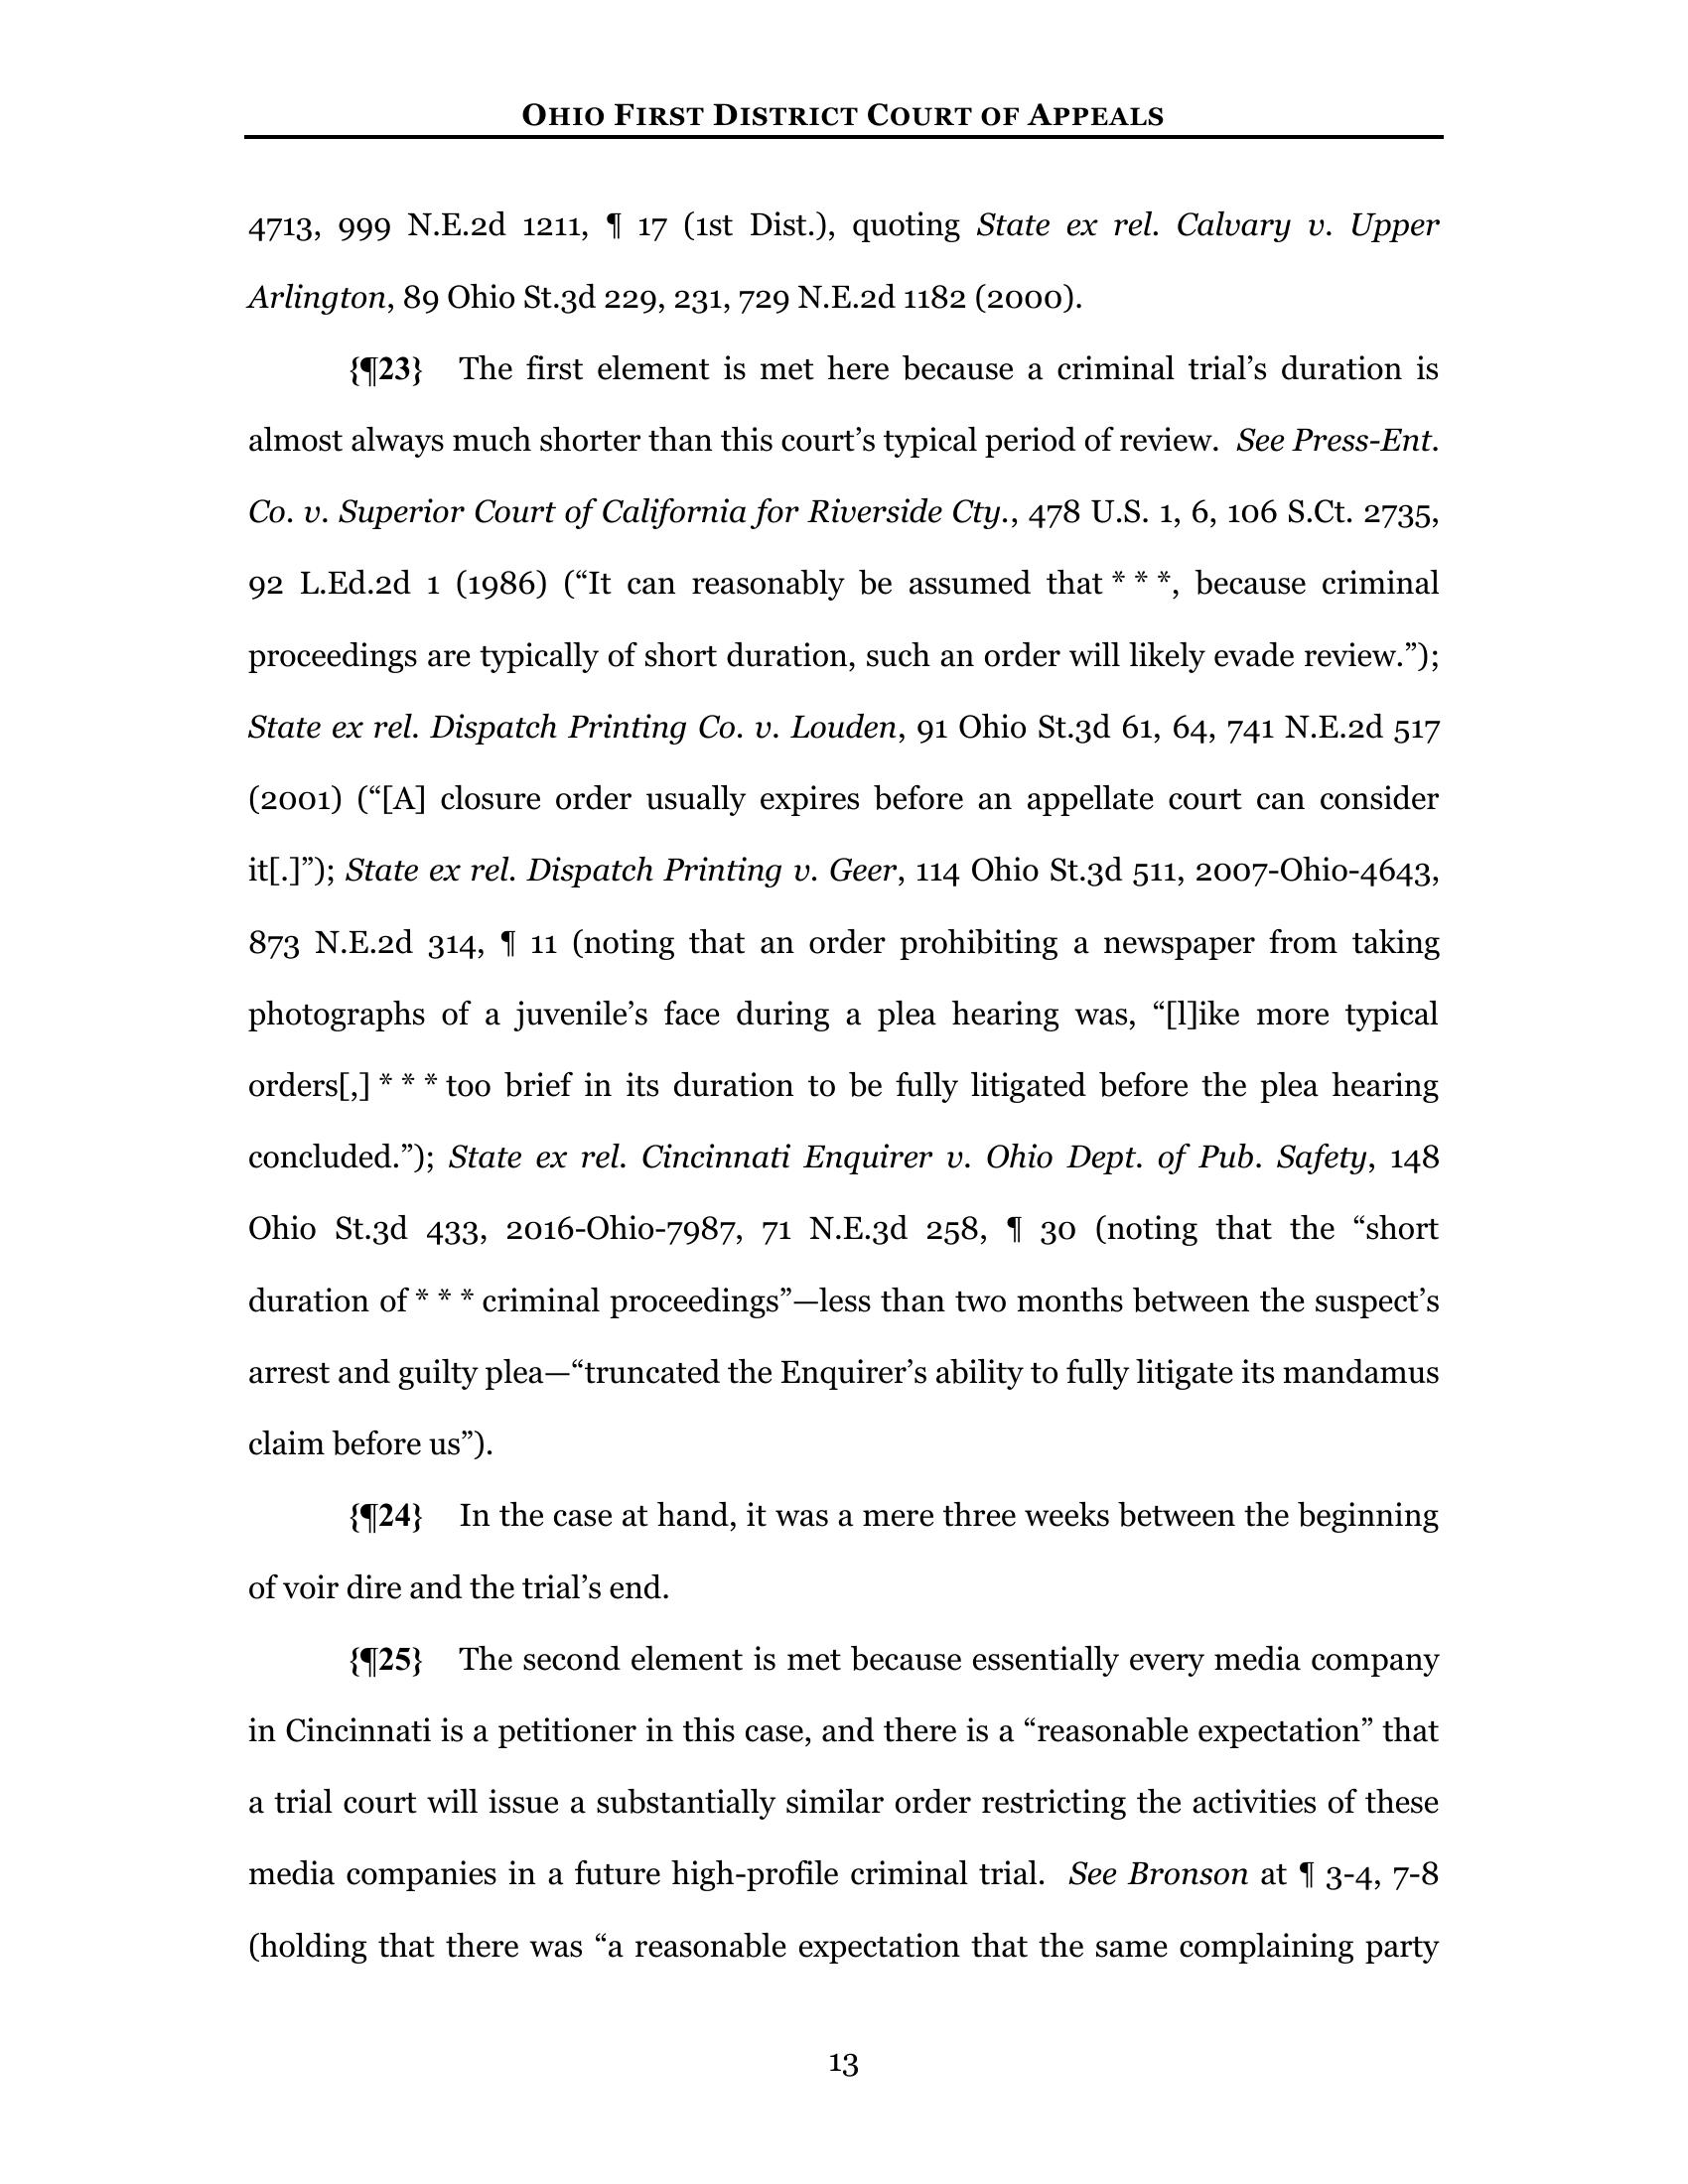 OHIO FIRST DISTRICT COURT OF APPEALS
4713, 999 N.E.2d 1211, ¶ 17 (1st Dist.), quoting State ex rel. Calvary v. Upper
Arlington, 89 Ohio St.3d 229, 231, 729 N.E.2d 1182 (2000).
{¶23} The first element is met here because a criminal trial’s duration is
almost always much shorter than this court’s typical period of review. See Press-Ent.
Co. v. Superior Court of California for Riverside Cty., 478 U.S. 1, 6, 106 S.Ct. 2735,
92 L.Ed.2d 1 (1986) (“It can reasonably be assumed that * * *, because criminal
proceedings are typically of short duration, such an order will likely evade review.”);
State ex rel. Dispatch Printing Co. v. Louden, 91 Ohio St.3d 61, 64, 741 N.E.2d 517
(2001) (“[A] closure order usually expires before an appellate court can consider
it[.]”); State ex rel. Dispatch Printing v. Geer, 114 Ohio St.3d 511, 2007-Ohio-4643,
873 N.E.2d 314, ¶ 11 (noting that an order prohibiting a newspaper from taking
photographs of a juvenile’s face during a plea hearing was, “[l]ike more typical
orders[,] * * * too brief in its duration to be fully litigated before the plea hearing
concluded.”); State ex rel. Cincinnati Enquirer v. Ohio Dept. of Pub. Safety, 148
Ohio St.3d 433, 2016-Ohio-7987, 71 N.E.3d 258, ¶ 30 (noting that the “short
duration of * * * criminal proceedings”—less than two months between the suspect’s
arrest and guilty plea—“truncated the Enquirer’s ability to fully litigate its mandamus
claim before us”).
{¶24} In the case at hand, it was a mere three weeks between the beginning
of voir dire and the trial’s end.
{¶25} The second element is met because essentially every media company
in Cincinnati is a petitioner in this case, and there is a “reasonable expectation” that
a trial court will issue a substantially similar order restricting the activities of these
media companies in a future high-profile criminal trial. See Bronson at ¶ 3-4, 7-8
(holding that there was “a reasonable expectation that the same complaining party
13